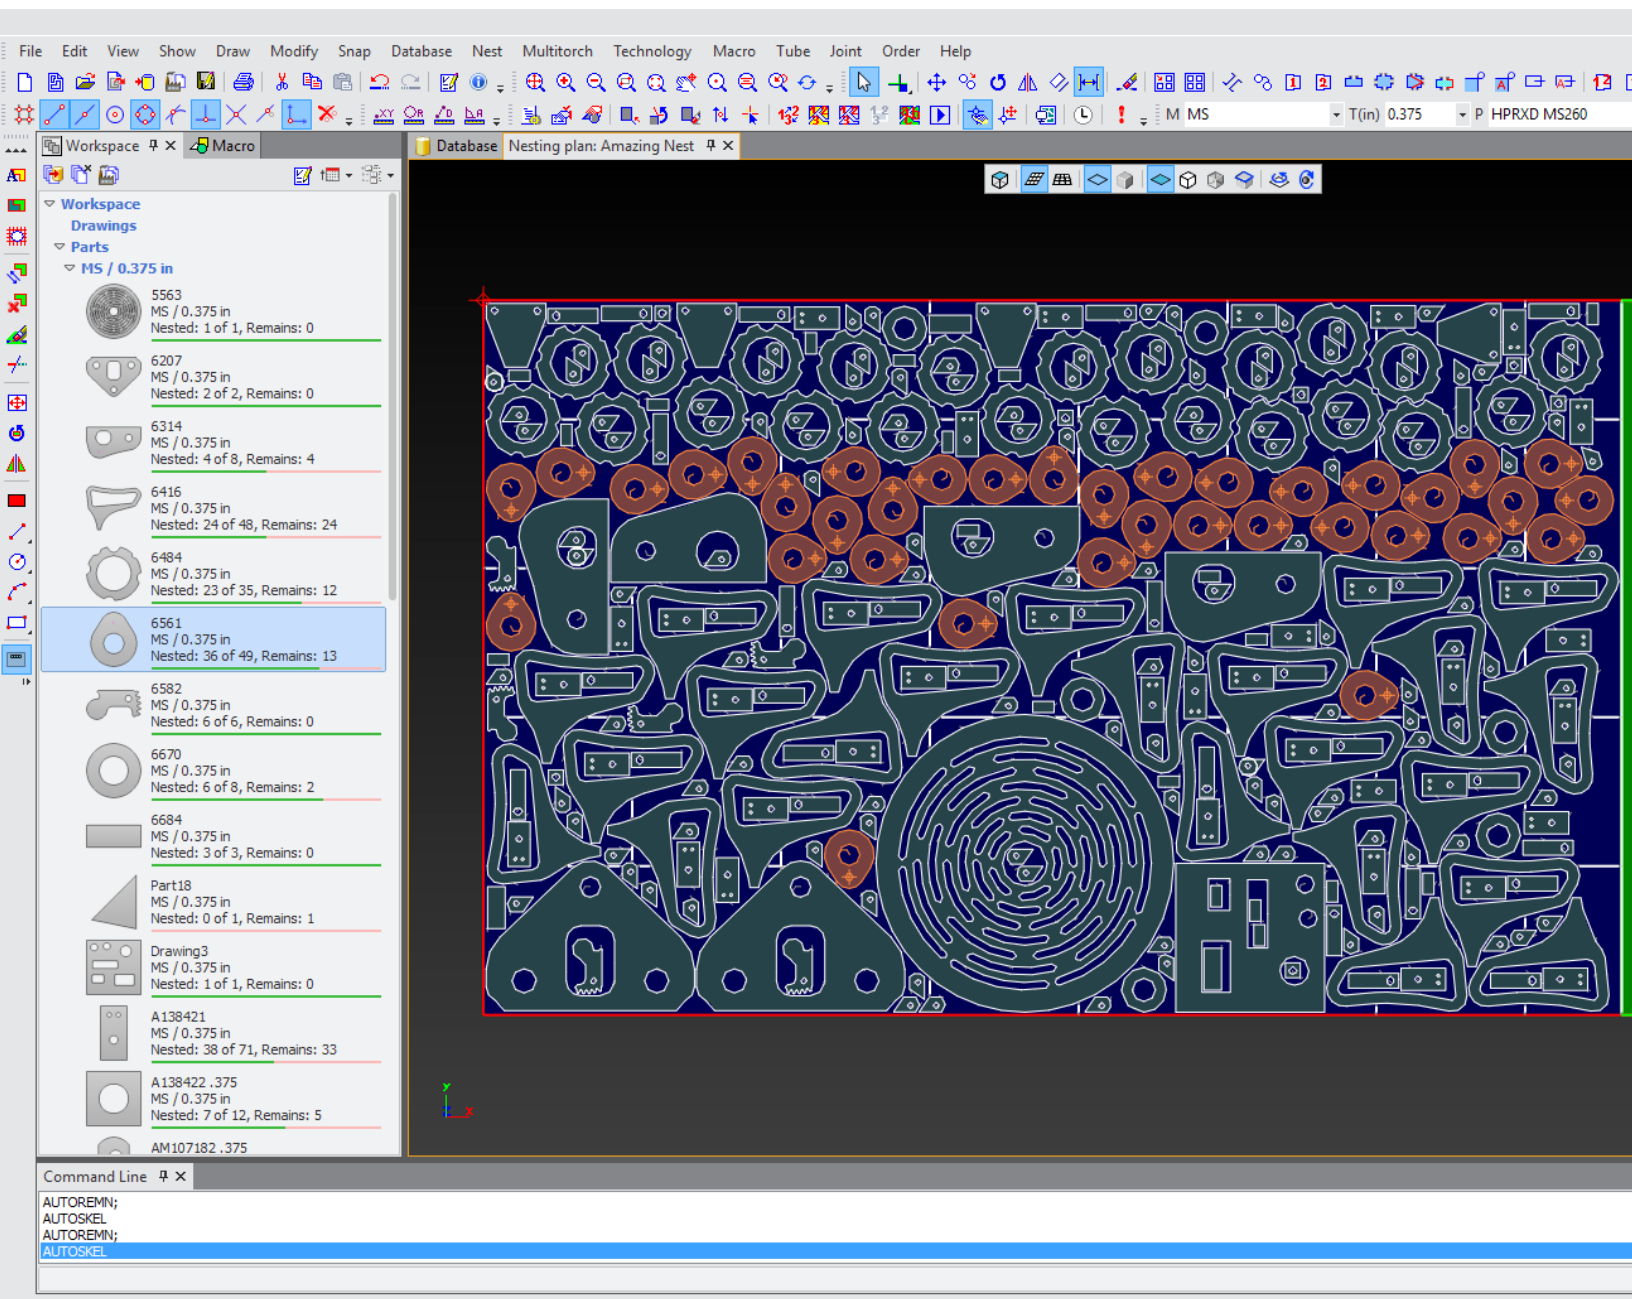 File Edit View Show Draw Modify Snap Database Nest Multitorch Technology Macro Tube Joint Order Help
M MS T(in) 0.375 P HPRXD MS260
Workspace Macro
Database Nesting plan: Amazing Nest
Workspace
Drawings
Parts
MS / 0.375 in
5563
MS / 0.375 in
Nested: 1 of 1, Remains: 0
6207
MS / 0.375 in
Nested: 2 of 2, Remains: 0
6314
MS / 0.375 in
Nested: 4 of 8, Remains: 4
6416
MS / 0.375 in
Nested: 24 of 48, Remains: 24
6484
MS / 0.375 in
Nested: 23 of 35, Remains: 12
6561
MS / 0.375 in
Nested: 36 of 49, Remains: 13
6582
MS / 0.375 in
Nested: 6 of 6, Remains: 0
6670
MS / 0.375 in
Nested: 6 of 8, Remains: 2
6684
MS / 0.375 in
Nested: 3 of 3, Remains: 0
Part18
MS / 0.375 in
Nested: 0 of 1, Remains: 1
Drawing3
MS / 0.375 in
Nested: 1 of 1, Remains: 0
A138421
MS / 0.375 in
Nested: 38 of 71, Remains: 33
A138422 .375
MS / 0.375 in
Nested: 7 of 12, Remains: 5
AM107182 .375
Y
X
Command Line
AUTOREMN;
AUTOSKEL
AUTOREMN;
AUTOSKEL